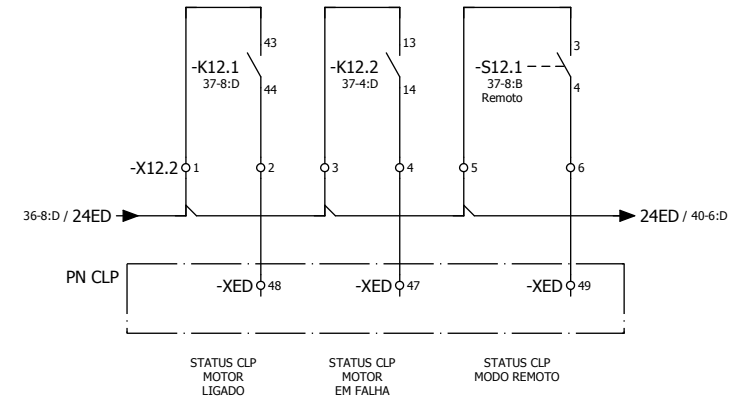 43
13
3
-K12.1
-K12.2
-S12.1
37-8:D
37-4:D
37-8:B
44
14
4
Remoto
-X12.2 1 2 3 4 5 6
36-8:D / 24ED
24ED / 40-6:D
PN CLP
-XED 48
-XED 47
-XED 49
STATUS CLP
MOTOR
LIGADO
STATUS CLP
MOTOR
EM FALHA
STATUS CLP
MODO REMOTO